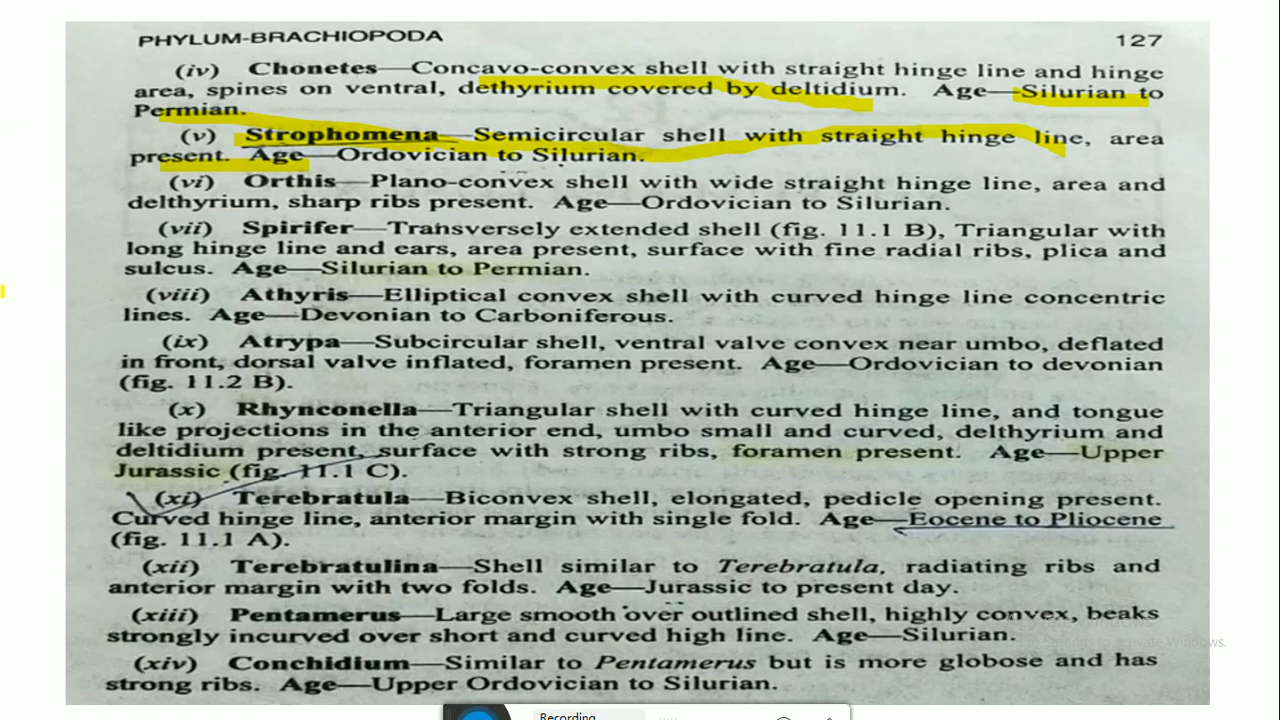 PHYLUM-BRACHIOPODA 127
(iv) Chonetes—Concavo-convex shell with straight hinge line and hinge
area, spines on ventral, dethyrium covered by deltidium. Age—Silurian to
Permian.
(v) Strophomena—Semicircular shell with straight hinge line, area
present. Age—Ordovician to Silurian.
(vi) Orthis—Plano-convex shell with wide straight hinge line, area and
delthyrium, sharp ribs present. Age—Ordovician to Silurian.
(vii) Spirifer—Transversely extended shell (fig. 11.1 B), Triangular with
long hinge line and cars, area present, surface with fine radial ribs, plica and
sulcus. Age—Silurian to Permian.
(viii) Athyris—Elliptical convex shell with curved hinge line concentric
lines. Age—Devonian to Carboniferous.
(ix) Atrypa—Subcircular shell, ventral valve convex near umbo, deflated
in front, dorsal valve inflated, foramen present. Age—Ordovician to devonian
(fig. 11.2 B).
(x) Rhynconella—Triangular shell with curved hinge line, and tongue
like projections in the anterior end, umbo small and curved, delthyrium and
deltidium present, surface with strong ribs, foramen present. Age—Upper
Jurassic (fig. 11.1 C).
(xi) Terebratula—Biconvex shell, elongated, pedicle opening present.
Curved hinge line, anterior margin with single fold. Age—Eocene to Pliocene
(fig. 11.1 A).
(xii) Terebratulina—Shell similar to Terebratula, radiating ribs and
anterior margin with two folds. Age—Jurassic to present day.
(xiii) Pentamerus—Large smooth over outlined shell, highly convex, beaks
strongly incurved over short and curved high line. Age—Silurian.
(xiv) Conchidium—Similar to Pentamerus but is more globose and has
strong ribs. Age—Upper Ordovician to Silurian.
to activate Windows.
Recording